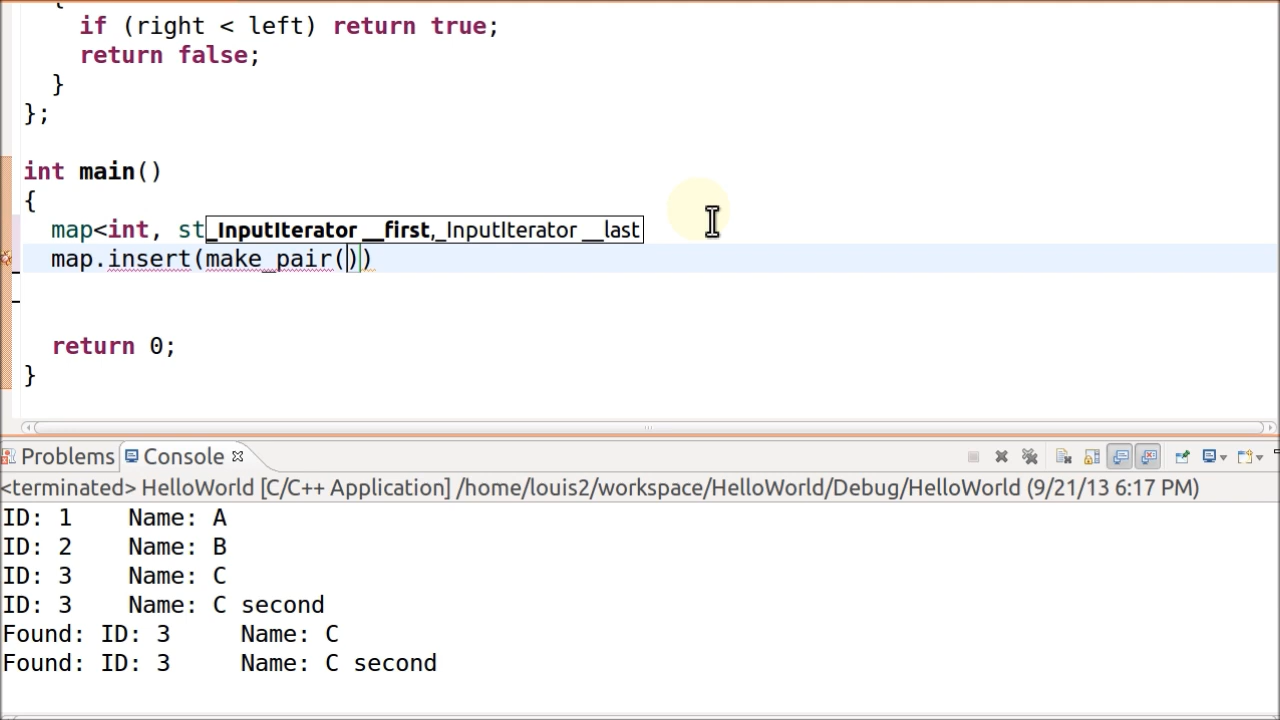 {
if (right < left) return true;
return false;
}
};
int main()
{
map<int, st
_InputIterator __first,_InputIterator __last
map.insert(make_pair())
return 0;
}
Problems Console
<terminated> HelloWorld [C/C++ Application] /home/louis2/workspace/HelloWorld/Debug/HelloWorld (9/21/13 6:17 PM)
ID: 1 Name: A
ID: 2 Name: B
ID: 3 Name: C
ID: 3 Name: C second
Found: ID: 3 Name: C
Found: ID: 3 Name: C second